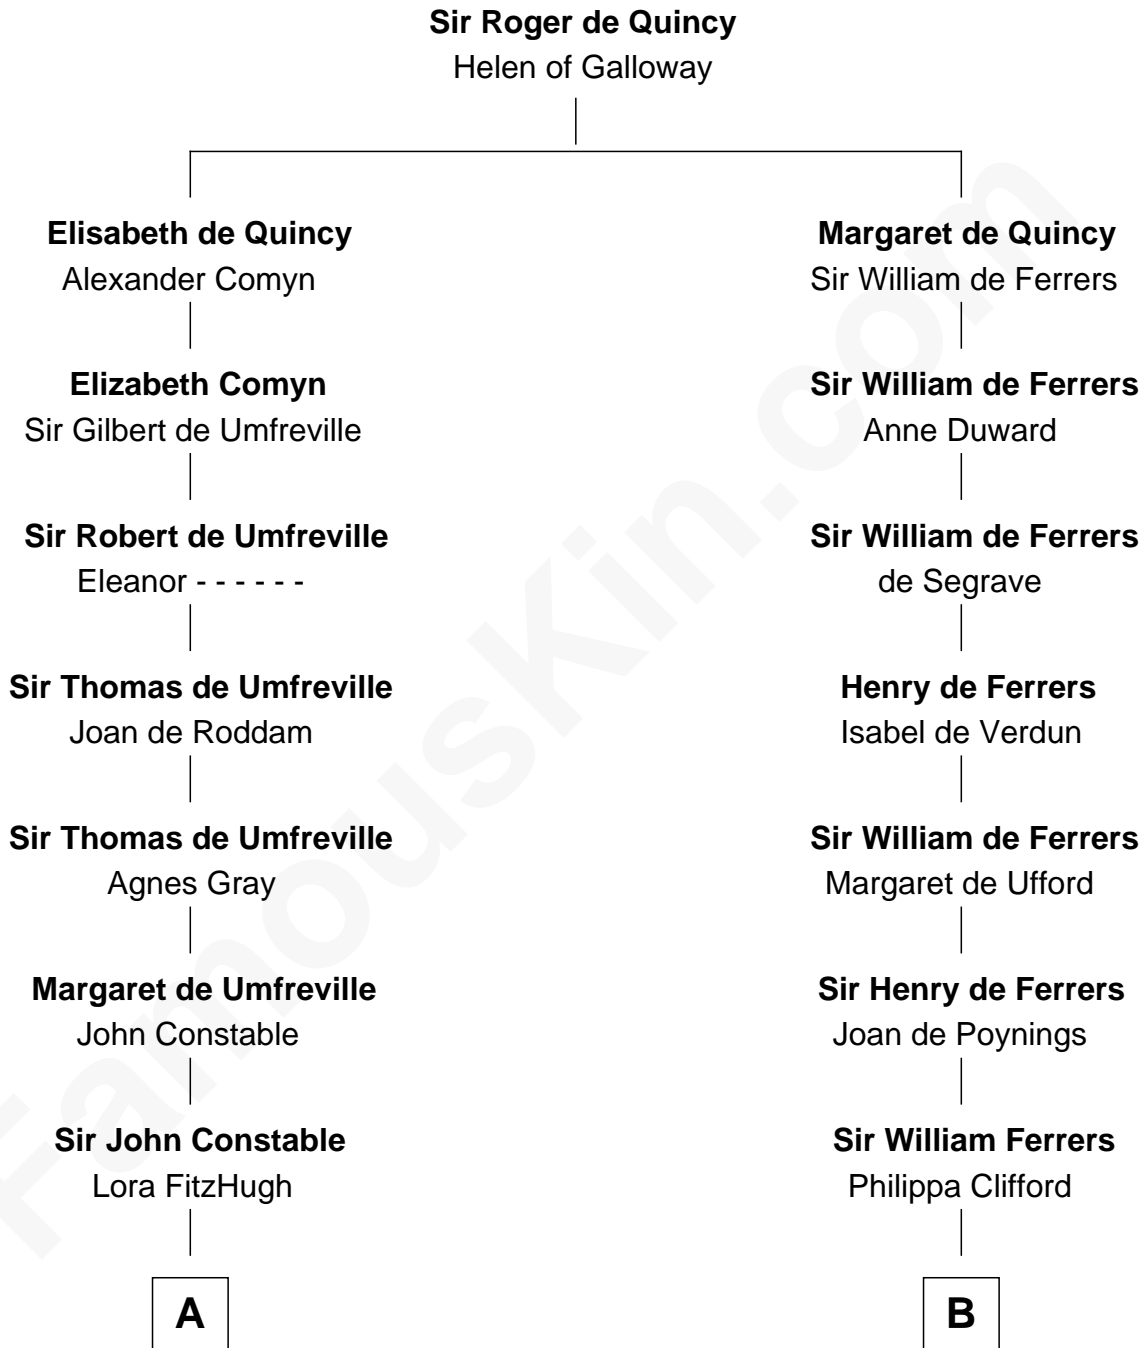 Sir Roger de Quincy
Helen of Galloway
Elisabeth de Quincy
Alexander Comyn
Margaret de Quincy
Sir William de Ferrers
Elizabeth Comyn
Sir Gilbert de Umfreville
Sir William de Ferrers
Anne Duward
Sir Robert de Umfreville
Eleanor - - - - - -
Sir William de Ferrers
de Segrave
Sir Thomas de Umfreville
Joan de Roddam
Henry de Ferrers
Isabel de Verdun
Sir Thomas de Umfreville
Agnes Gray
Sir William de Ferrers
Margaret de Ufford
Margaret de Umfreville
John Constable
Sir Henry de Ferrers
Joan de Poynings
Sir John Constable
Lora FitzHugh
Sir William Ferrers
Philippa Clifford
A
B
FamousKin.com